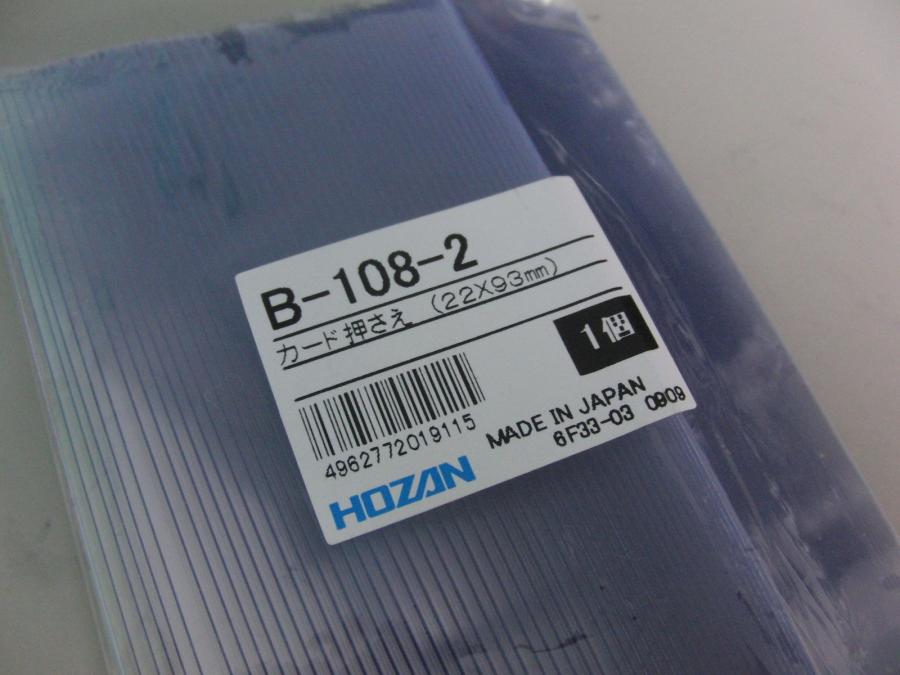 B-108-2
カード押さえ (22X93mm)
1個
4962772019115
MADE IN JAPAN
6F33-03 0909
HOZAN